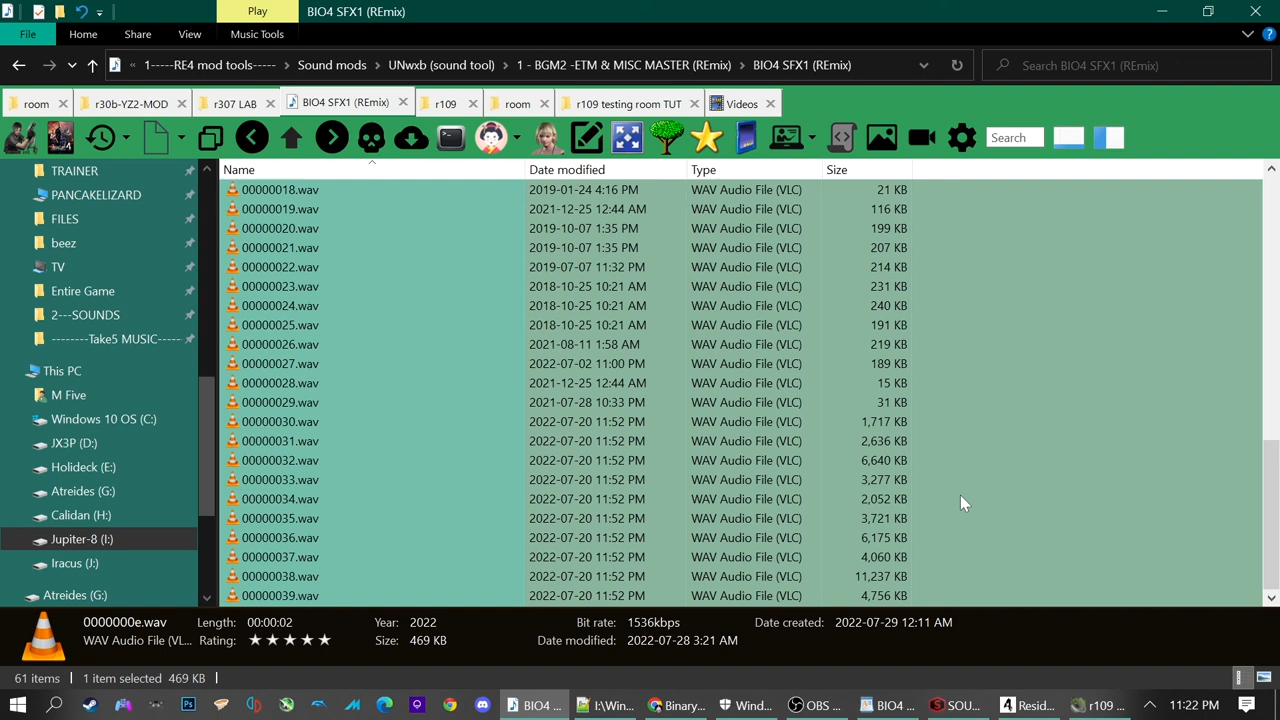 Play
BIO4 SFX1 (REmix)
File Home Share View Music Tools
« 1-----RE4 mod tools----- › Sound mods › UNwxb (sound tool) › 1 - BGM2 -ETM & MISC MASTER (REmix) › BIO4 SFX1 (REmix)
Search BIO4 SFX1 (REmix)
room r30b-YZ2-MOD r307 LAB BIO4 SFX1 (REmix) r109 room r109 testing room TUT Videos
Search
Name Date modified Type Size
TRAINER
PANCAKELIZARD
FILES
beez
TV
Entire Game
2---SOUNDS
--------Take5 MUSIC-----
This PC
M Five
Windows 10 OS (C:)
JX3P (D:)
Holideck (E:)
Atreides (G:)
Calidan (H:)
Jupiter-8 (I:)
Iracus (J:)
Atreides (G:)
00000018.wav 2019-01-24 4:16 PM WAV Audio File (VLC) 21 KB
00000019.wav 2021-12-25 12:44 AM WAV Audio File (VLC) 116 KB
00000020.wav 2019-10-07 1:35 PM WAV Audio File (VLC) 199 KB
00000021.wav 2019-10-07 1:35 PM WAV Audio File (VLC) 207 KB
00000022.wav 2019-07-07 11:32 PM WAV Audio File (VLC) 214 KB
00000023.wav 2018-10-25 10:21 AM WAV Audio File (VLC) 231 KB
00000024.wav 2018-10-25 10:21 AM WAV Audio File (VLC) 240 KB
00000025.wav 2018-10-25 10:21 AM WAV Audio File (VLC) 191 KB
00000026.wav 2021-08-11 1:58 AM WAV Audio File (VLC) 219 KB
00000027.wav 2022-07-02 11:00 PM WAV Audio File (VLC) 189 KB
00000028.wav 2021-12-25 12:44 AM WAV Audio File (VLC) 15 KB
00000029.wav 2021-07-28 10:33 PM WAV Audio File (VLC) 31 KB
00000030.wav 2022-07-20 11:52 PM WAV Audio File (VLC) 1,717 KB
00000031.wav 2022-07-20 11:52 PM WAV Audio File (VLC) 2,636 KB
00000032.wav 2022-07-20 11:52 PM WAV Audio File (VLC) 6,640 KB
00000033.wav 2022-07-20 11:52 PM WAV Audio File (VLC) 3,277 KB
00000034.wav 2022-07-20 11:52 PM WAV Audio File (VLC) 2,052 KB
00000035.wav 2022-07-20 11:52 PM WAV Audio File (VLC) 3,721 KB
00000036.wav 2022-07-20 11:52 PM WAV Audio File (VLC) 6,175 KB
00000037.wav 2022-07-20 11:52 PM WAV Audio File (VLC) 4,060 KB
00000038.wav 2022-07-20 11:52 PM WAV Audio File (VLC) 11,237 KB
00000039.wav 2022-07-20 11:52 PM WAV Audio File (VLC) 4,756 KB
0000000e.wav Length: 00:00:02 Year: 2022 Bit rate: 1536kbps Date created: 2022-07-29 12:11 AM
WAV Audio File (VL... Rating: Size: 469 KB Date modified: 2022-07-28 3:21 AM
61 items 1 item selected 469 KB
BIO4 ... I:\Win... Binary... Wind... OBS ... BIO4 ... SOU... Resid... r109 ... 11:22 PM